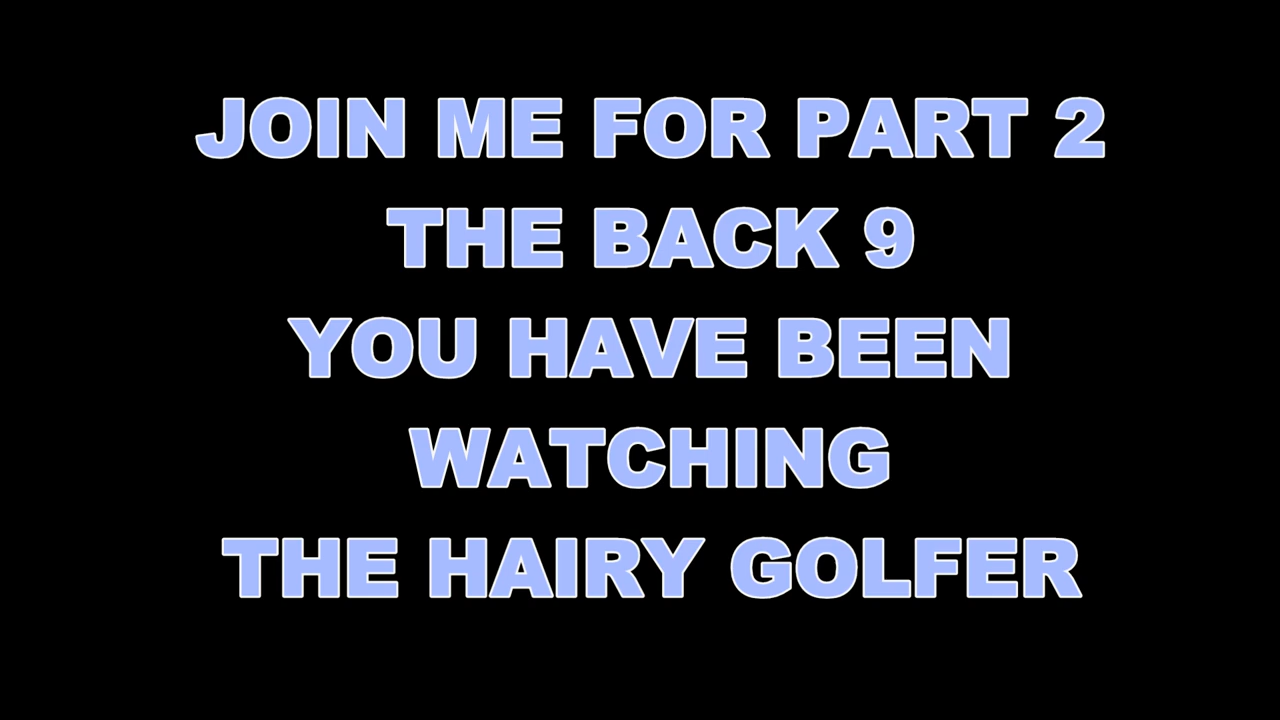 JOIN ME FOR PART 2
THE BACK 9
YOU HAVE BEEN
WATCHING
THE HAIRY GOLFER